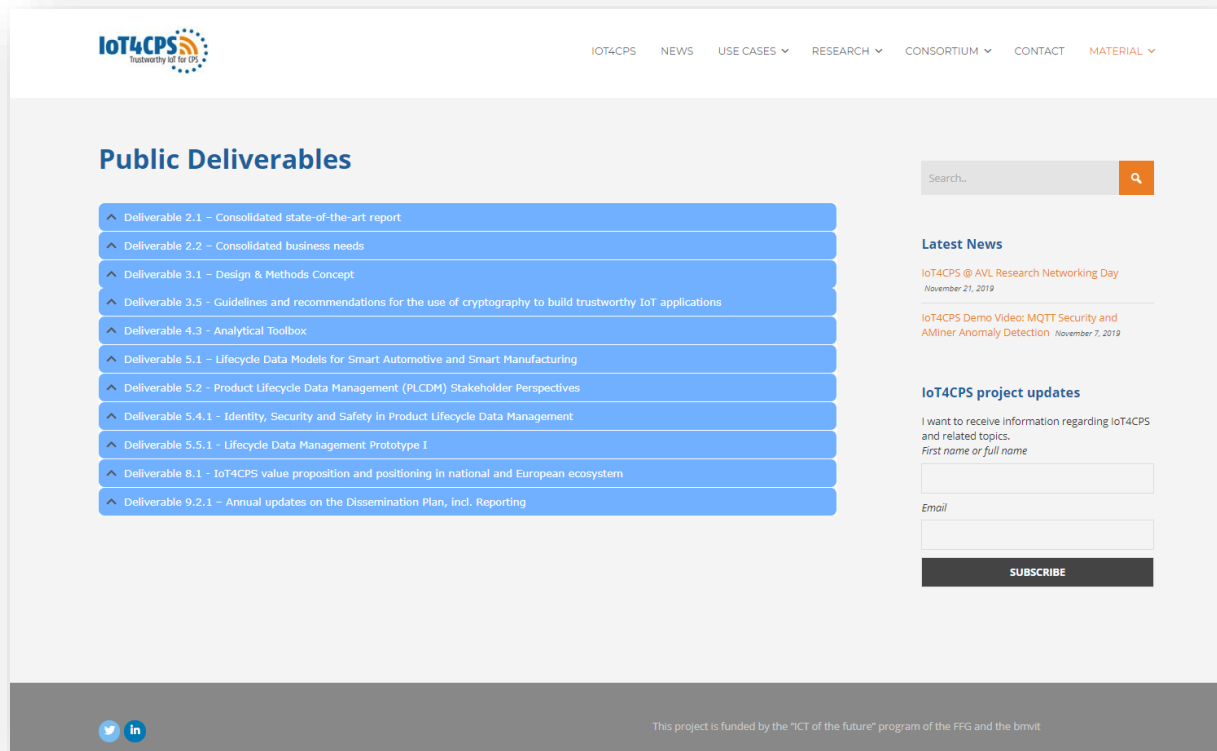 IoT4CPS
Trustworthy IoT for CPS
IOT4CPS NEWS USE CASES RESEARCH CONSORTIUM CONTACT MATERIAL
Public Deliverables
Deliverable 2.1 – Consolidated state-of-the-art report
Deliverable 2.2 – Consolidated business needs
Deliverable 3.1 – Design & Methods Concept
Deliverable 3.5 - Guidelines and recommendations for the use of cryptography to build trustworthy IoT applications
Deliverable 4.3 - Analytical Toolbox
Deliverable 5.1 – Lifecycle Data Models for Smart Automotive and Smart Manufacturing
Deliverable 5.2 - Product Lifecycle Data Management (PLCDM) Stakeholder Perspectives
Deliverable 5.4.1 - Identity, Security and Safety in Product Lifecycle Data Management
Deliverable 5.5.1 - Lifecycle Data Management Prototype I
Deliverable 8.1 - IoT4CPS value proposition and positioning in national and European ecosystem
Deliverable 9.2.1 – Annual updates on the Dissemination Plan, incl. Reporting
Search..
Latest News
IoT4CPS @ AVL Research Networking Day
November 21, 2019
IoT4CPS Demo Video: MQTT Security and
AMiner Anomaly Detection November 7, 2019
IoT4CPS project updates
I want to receive information regarding IoT4CPS
and related topics.
First name or full name
Email
SUBSCRIBE
in
This project is funded by the "ICT of the future" program of the FFG and the bmvit